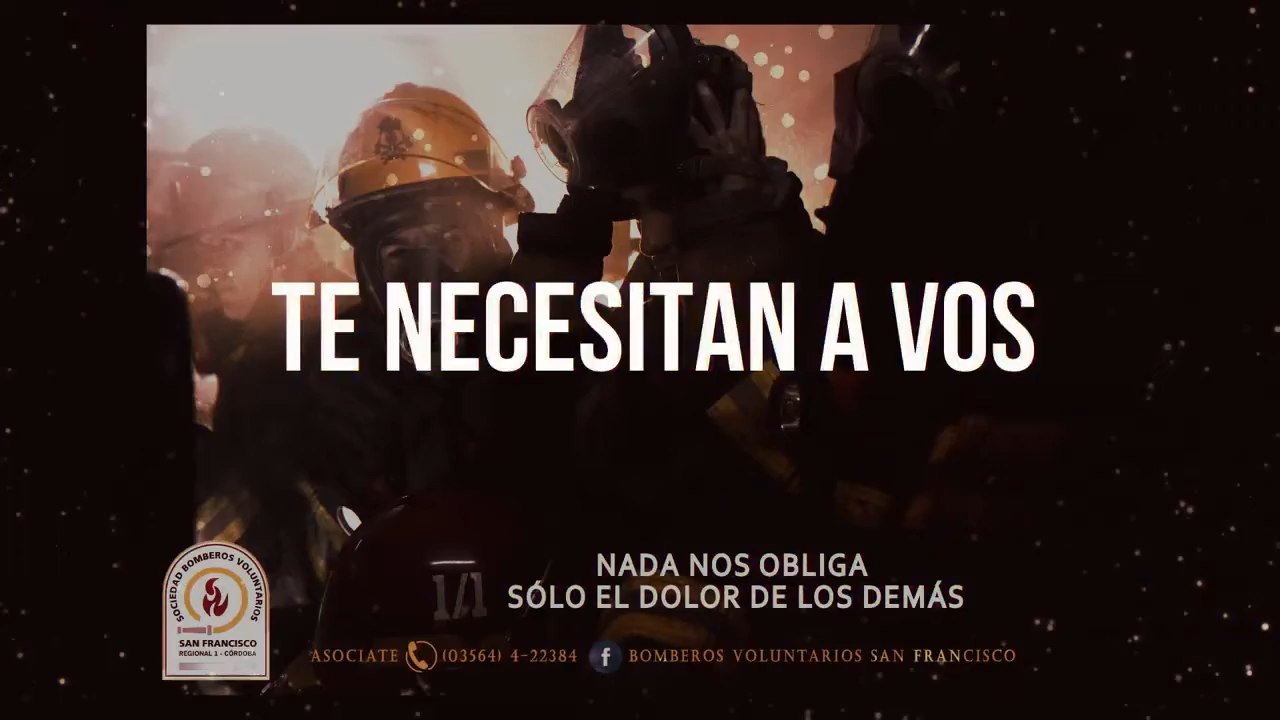 TE NECESITAN A VOS
NADA NOS OBLIGA
SÓLO EL DOLOR DE LOS DEMÁS
SOCIEDAD BOMBEROS VOLUNTARIOS
SAN FRANCISCO
REGIONAL 1 - CÓRDOBA
ASOCIATE (03564) 4-22384 f BOMBEROS VOLUNTARIOS SAN FRANCISCO